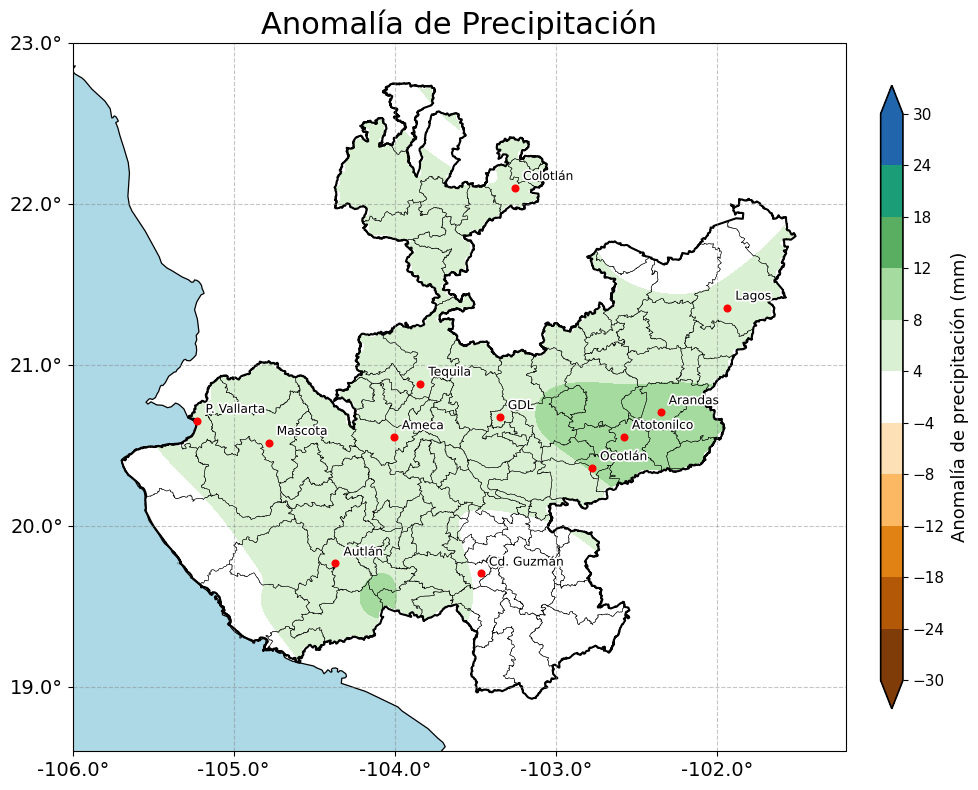 Anomalía de Precipitación
23.0°
22.0°
21.0°
20.0°
19.0°
-106.0°
-105.0°
-104.0°
-103.0°
-102.0°
Colotlán
Lagos
Tequila
Arandas
GDL
P. Vallarta
Ameca
Atotonilco
Mascota
Ocotlán
Autlán
Cd. Guzmán
30
24
18
12
8
4
−4
−8
−12
−18
−24
−30
Anomalía de precipitación (mm)